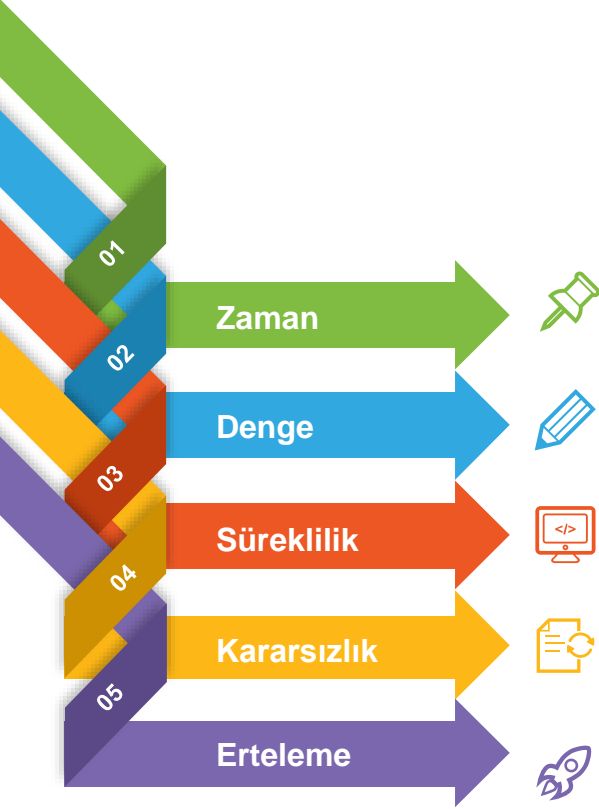 01
Zaman
02
Denge
03
</>
Süreklilik
04
Kararsızlık
05
Erteleme